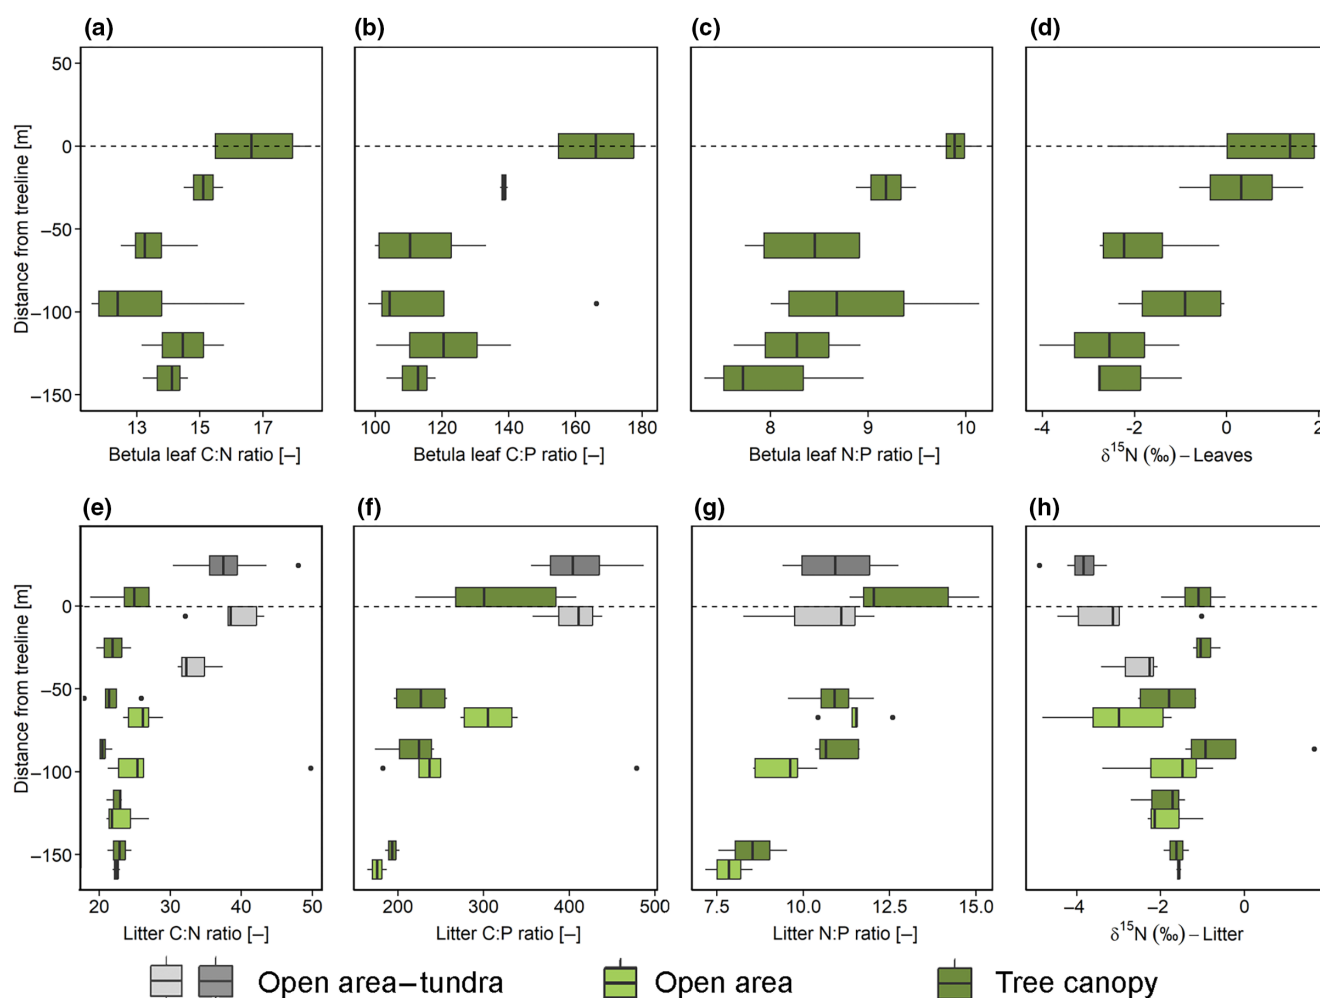 (a) (b) (c) (d)
Distance from treeline [m]
50
0
−50
−100
−150
13 15 17
100 120 140 160 180
8 9 10
−4 −2 0 2
Betula leaf C:N ratio [–]
Betula leaf C:P ratio [–]
Betula leaf N:P ratio [–]
δ¹⁵N (‰) – Leaves
(e) (f) (g) (h)
Distance from treeline [m]
0
−50
−100
−150
20 30 40 50
200 300 400 500
7.5 10.0 12.5 15.0
−4 −2 0
Litter C:N ratio [–]
Litter C:P ratio [–]
Litter N:P ratio [–]
δ¹⁵N (‰) – Litter
Open area–tundra Open area Tree canopy